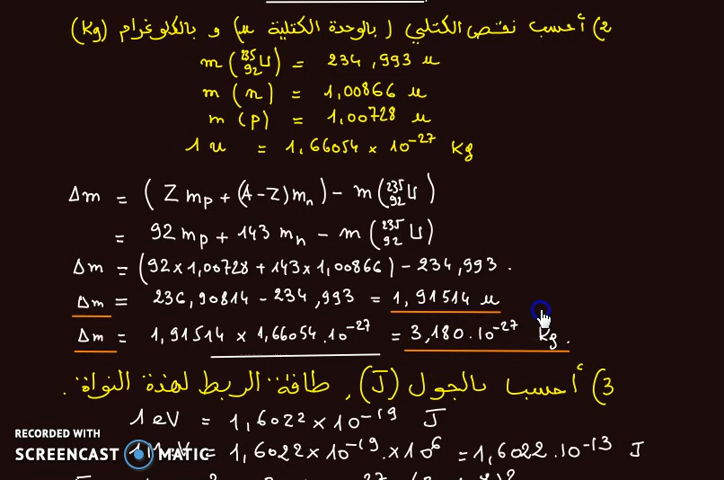 2) أحسب نقص الكتلي ( بالوحدة الكتلية u) و بالكلوغرام (Kg)
m(²³⁵₉₂U) = 234,993 u
m(n) = 1,00866 u
m(p) = 1,00728 u
1 u = 1,66054 x 10⁻²⁷ Kg
Δm = (Z mp + (A-Z) mn) - m(²³⁵₉₂U)
= 92 mp + 143 mn - m(²³⁵₉₂U)
Δm = (92 x 1,00728 + 143 x 1,00866) - 234,993 .
Δm = 236,90814 - 234,993 = 1,91514 u
Δm = 1,91514 x 1,66054 . 10⁻²⁷ = 3,180 . 10⁻²⁷ Kg .
3) أحسب بالجول (J) , طاقة الربط لهذه النواة .
1 eV = 1,6022 x 10⁻¹⁹ J
RECORDED WITH
SCREENCAST MATIC
= 1,6022 x 10⁻¹⁹ . x 10⁶ = 1,6022 . 10⁻¹³ J